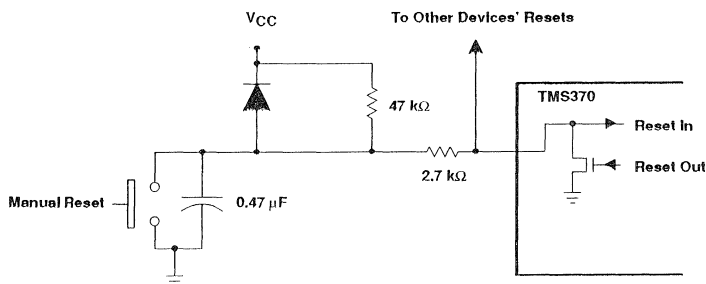 VCC
To Other Devices' Resets
47 kΩ
TMS370
Reset In
2.7 kΩ
Reset Out
Manual Reset
0.47 µF